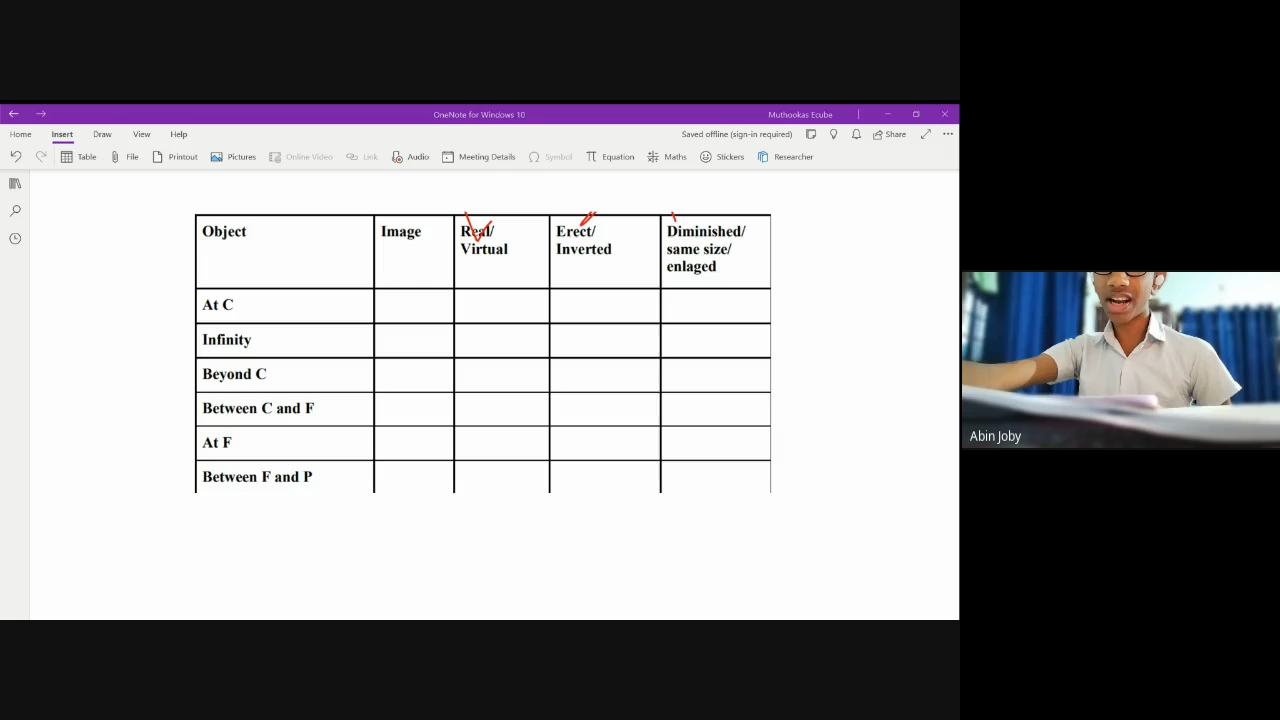 OneNote for Windows 10
Muthookas Ecube
Home Insert Draw View Help
Saved offline (sign-in required)
Share
Table File Printout Pictures Online Video Link Audio Meeting Details Symbol Equation Maths Stickers Researcher
Object
Image
Real/
Virtual
Erect/
Inverted
Diminished/
same size/
enlaged
At C
Infinity
Beyond C
Between C and F
At F
Between F and P
Abin Joby